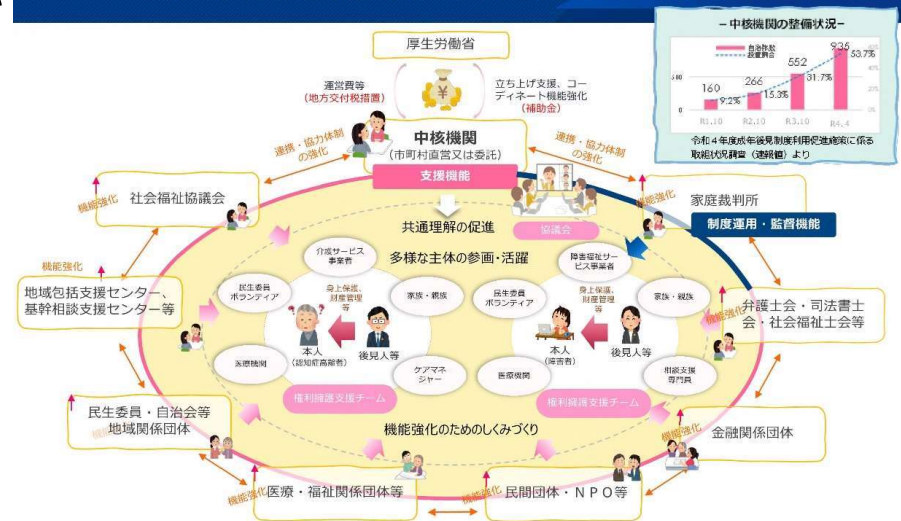 厚生労働省
運営費等
(地方交付税措置)
¥
立ち上げ支援、コー
ディネート機能強化
(補助金)
-中核機関の整備状況-
自治体数
設置割合
160
266
552
935
9.2%
15.3%
31.7%
53.7%
500
0
40%
20%
0%
R1,10
R2,10
R3,10
R4,4
令和4年度成年後見制度利用促進施策に係る
取組状況調査(速報値)より
連携・協力体制
の強化
中核機関
(市町村直営又は委託)
支援機能
連携・協力体制
の強化
機能強化
社会福祉協議会
共通理解の促進
協議会
機能強化
家庭裁判所
制度運用・監督機能
多様な主体の参画・活躍
機能強化
地域包括支援センター、
基幹相談支援センター等
介護サービス
事業者
民生委員
ボランティア
身上保護、
財産管理
等
家族・親族
本人
(認知症高齢者)
後見人等
医療機関
ケアマネ
ジャー
権利擁護支援チーム
障害福祉サー
ビス事業者
民生委員
ボランティア
身上保護、
財産管理
等
家族・親族
本人
(障害者)
後見人等
医療機関
相談支援
専門員
権利擁護支援チーム
機能強化
弁護士会・司法書士
会・社会福祉士会等
民生委員・自治会等
地域関係団体
機能強化のためのしくみづくり
機能強化
金融関係団体
機能強化
医療・福祉関係団体等
機能強化
民間団体・NPO等